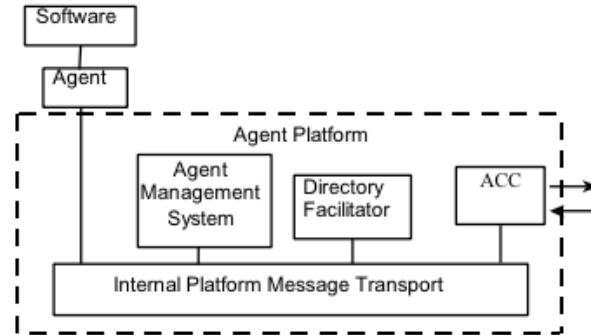 Software
Agent
Agent Platform
Agent
Management
System
Directory
Facilitator
ACC
Internal Platform Message Transport